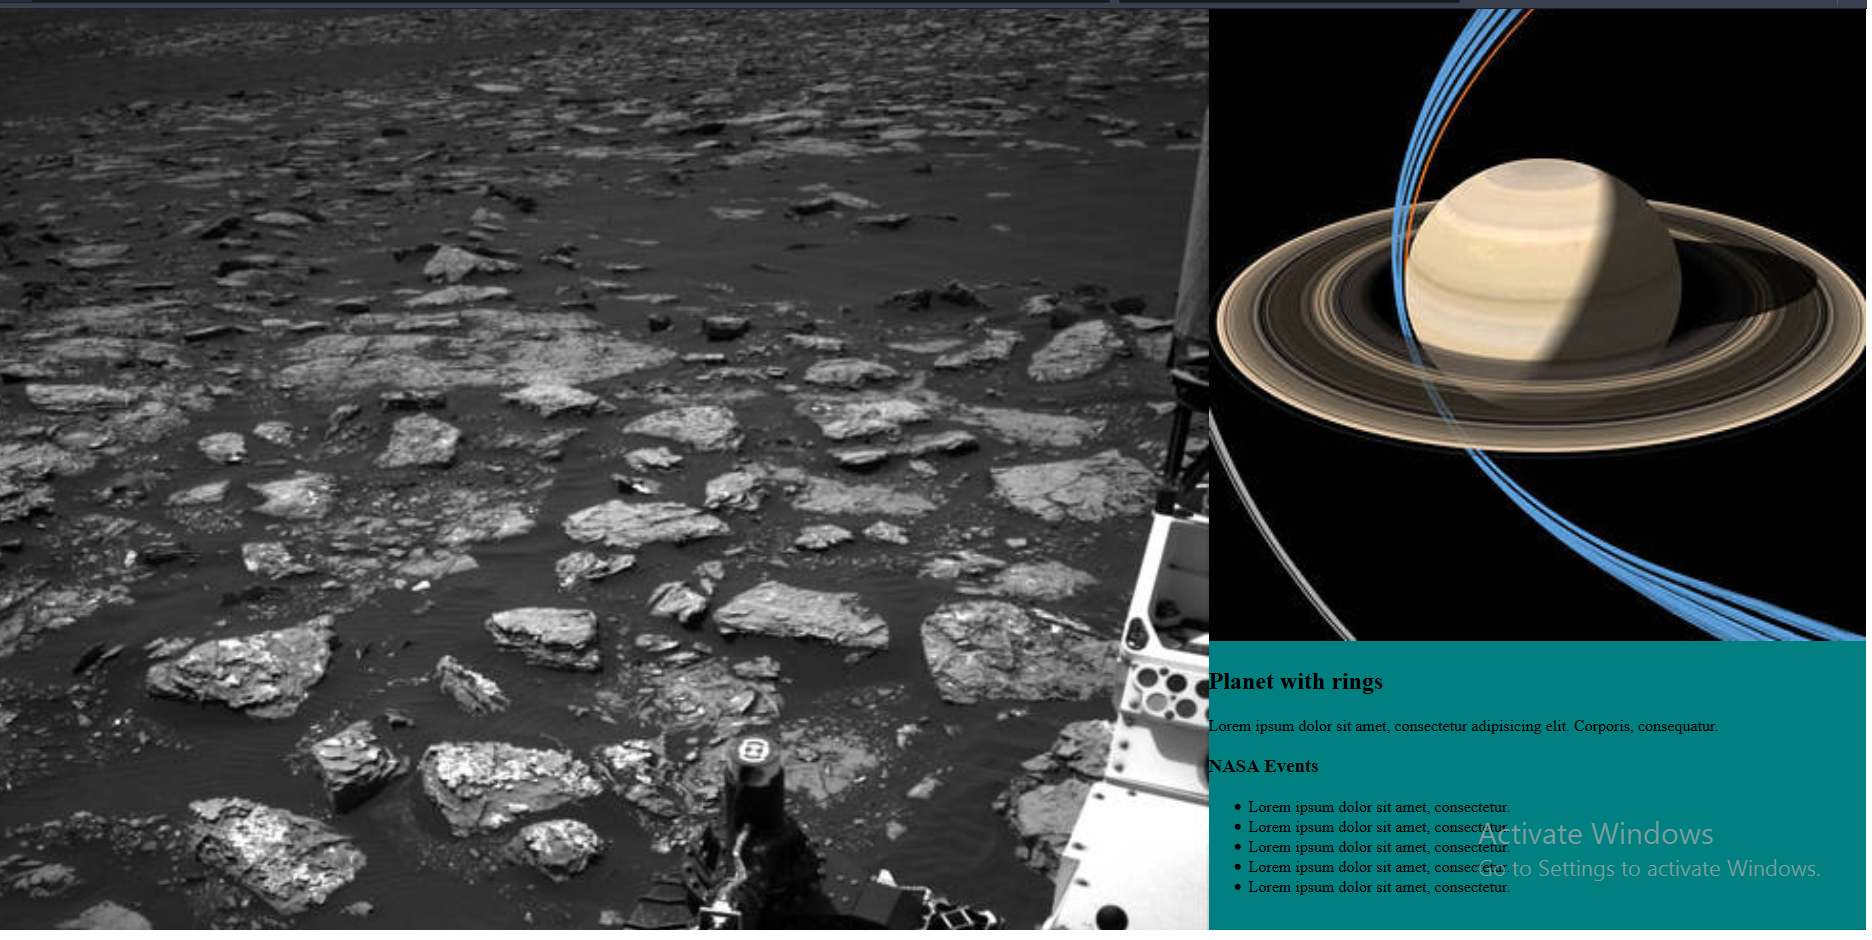 Planet with rings
Lorem ipsum dolor sit amet, consectetur adipisicing elit. Corporis, consequatur.
NASA Events
Lorem ipsum dolor sit amet, consectetur.
Lorem ipsum dolor sit amet, consectetur.
Lorem ipsum dolor sit amet, consectetur.
Lorem ipsum dolor sit amet, consectetur.
Lorem ipsum dolor sit amet, consectetur.
Activate Windows
Go to Settings to activate Windows.